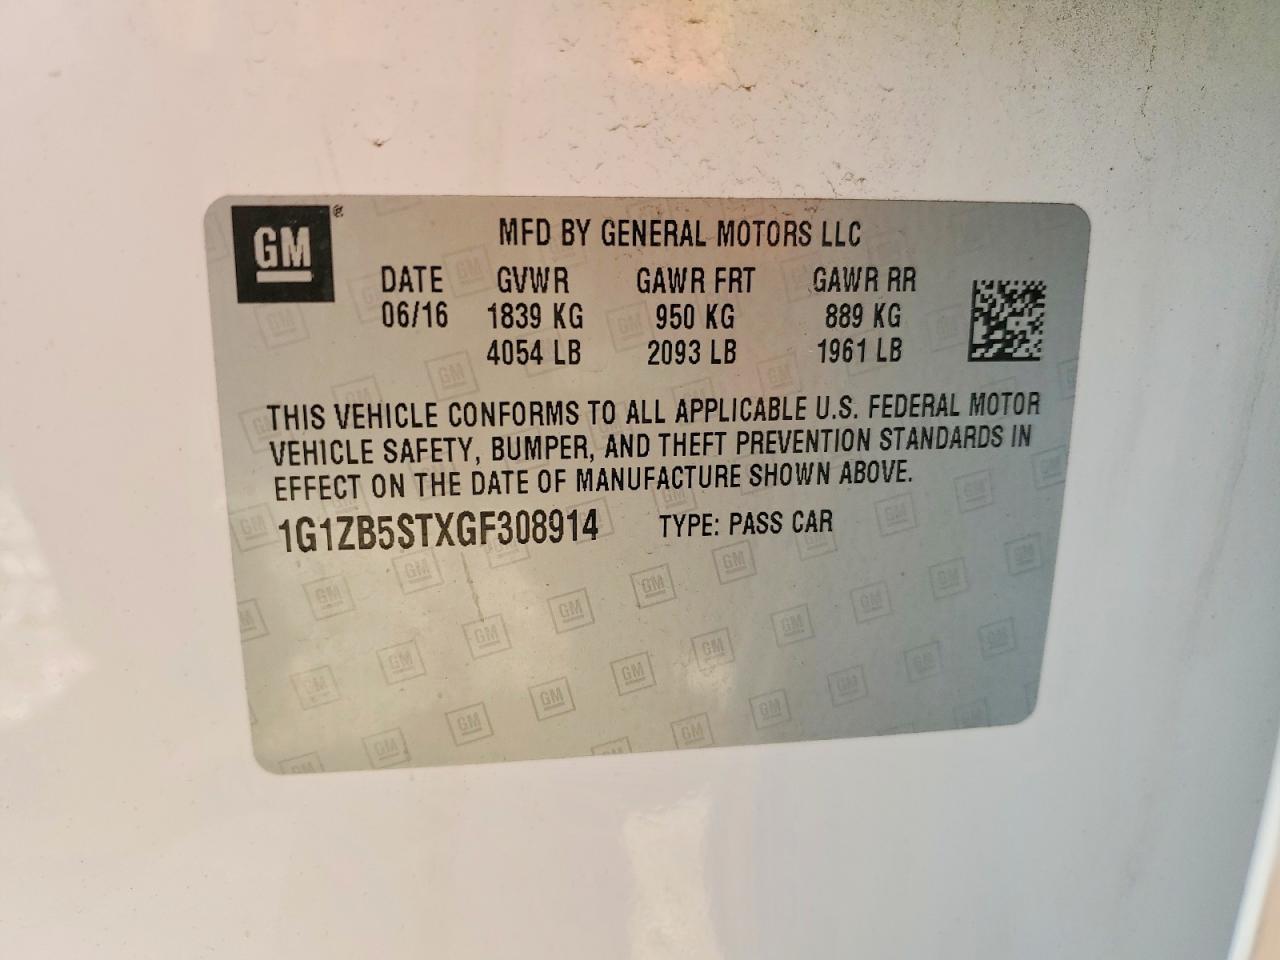 GM®
MFD BY GENERAL MOTORS LLC
DATE GVWR GAWR FRT GAWR RR
06/16 1839 KG 950 KG 889 KG
4054 LB 2093 LB 1961 LB
THIS VEHICLE CONFORMS TO ALL APPLICABLE U.S. FEDERAL MOTOR
VEHICLE SAFETY, BUMPER, AND THEFT PREVENTION STANDARDS IN
EFFECT ON THE DATE OF MANUFACTURE SHOWN ABOVE.
1G1ZB5STXGF308914 TYPE: PASS CAR